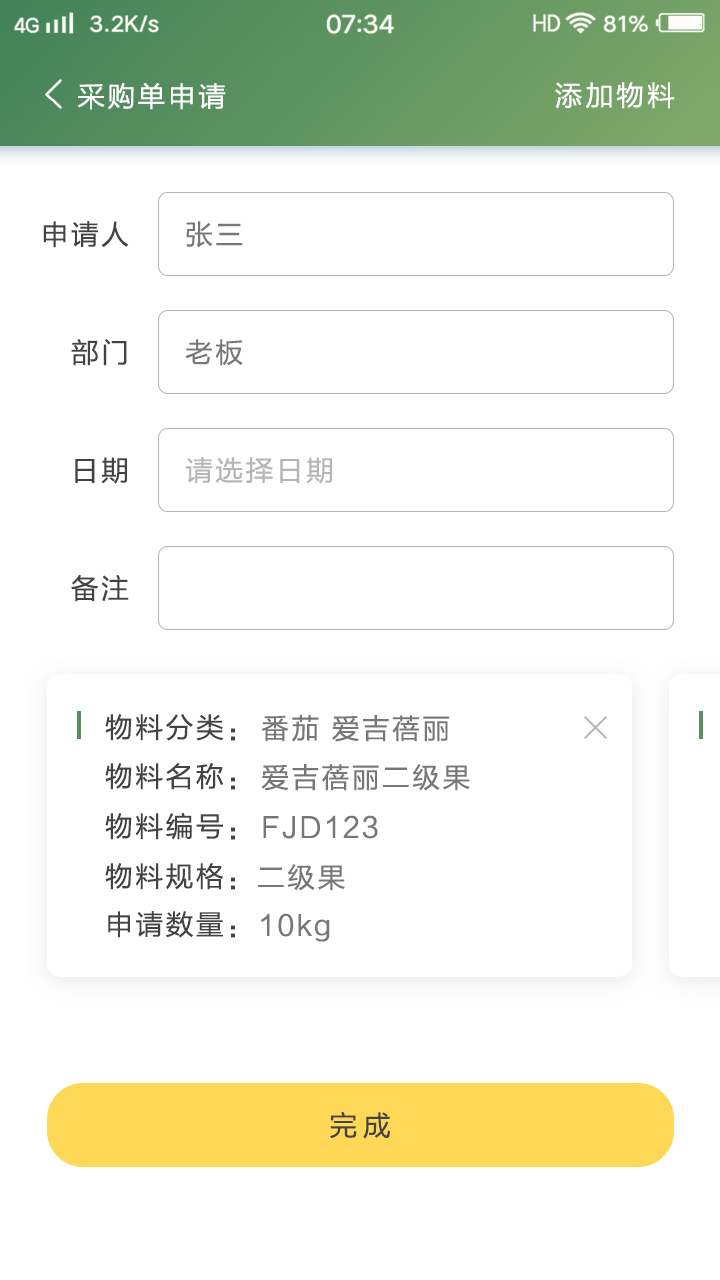 4G 3.2K/s 07:34 HD 81%
采购单申请 添加物料
申请人 张三
部门 老板
日期 请选择日期
备注
物料分类： 番茄 爱吉蓓丽
物料名称： 爱吉蓓丽二级果
物料编号： FJD123
物料规格： 二级果
申请数量： 10kg
完成